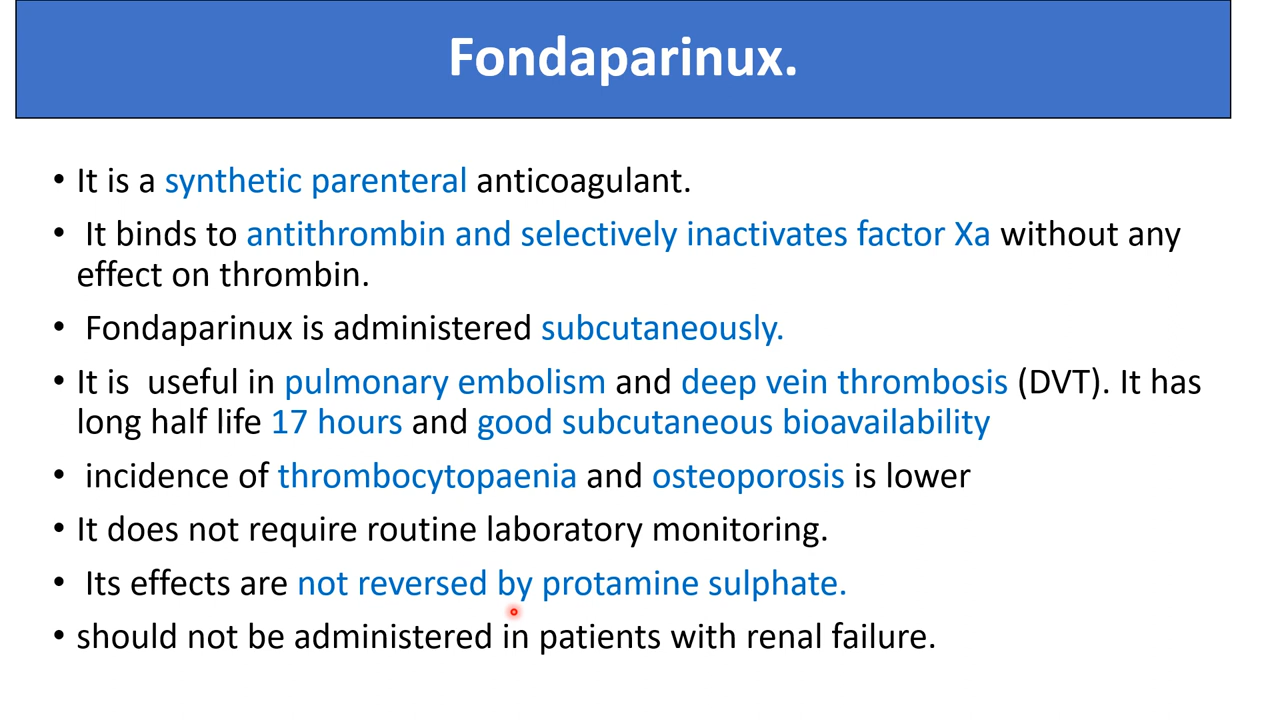 Fondaparinux.
• It is a synthetic parenteral anticoagulant.
• It binds to antithrombin and selectively inactivates factor Xa without any
effect on thrombin.
• Fondaparinux is administered subcutaneously.
• It is useful in pulmonary embolism and deep vein thrombosis (DVT). It has
long half life 17 hours and good subcutaneous bioavailability
• incidence of thrombocytopaenia and osteoporosis is lower
• It does not require routine laboratory monitoring.
• Its effects are not reversed by protamine sulphate.
• should not be administered in patients with renal failure.